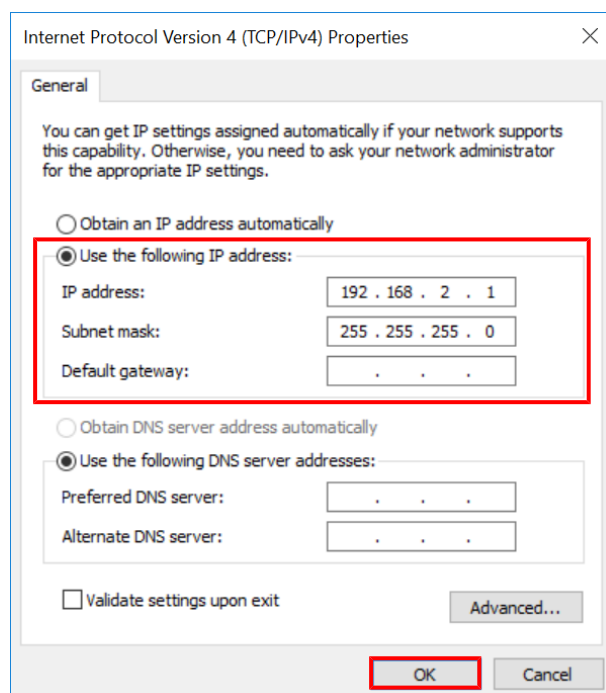 Internet Protocol Version 4 (TCP/IPv4) Properties
General
You can get IP settings assigned automatically if your network supports
this capability. Otherwise, you need to ask your network administrator
for the appropriate IP settings.
Obtain an IP address automatically
Use the following IP address:
IP address: 192 . 168 . 2 . 1
Subnet mask: 255 . 255 . 255 . 0
Default gateway: . . .
Obtain DNS server address automatically
Use the following DNS server addresses:
Preferred DNS server: . . .
Alternate DNS server: . . .
Validate settings upon exit
Advanced...
OK Cancel